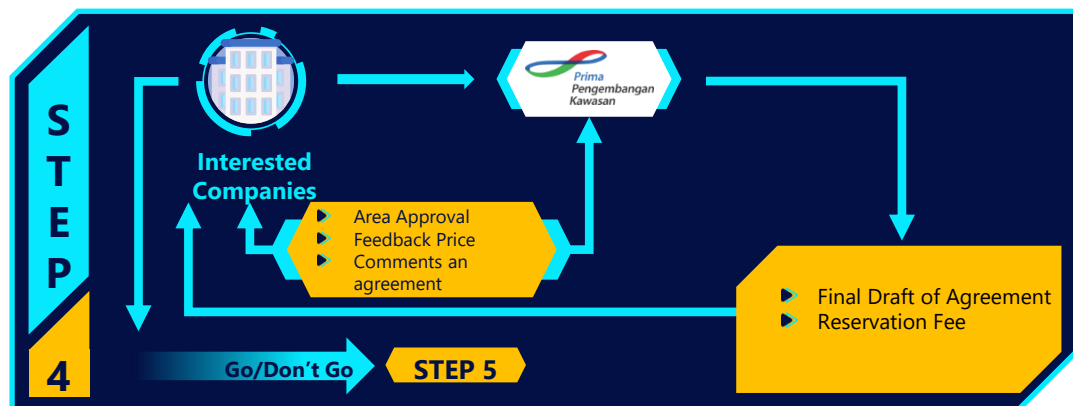 STEP
4
Interested
Companies
Prima
Pengembangan
Kawasan
Area Approval
Feedback Price
Comments an
agreement
Final Draft of Agreement
Reservation Fee
Go/Don’t Go
STEP 5